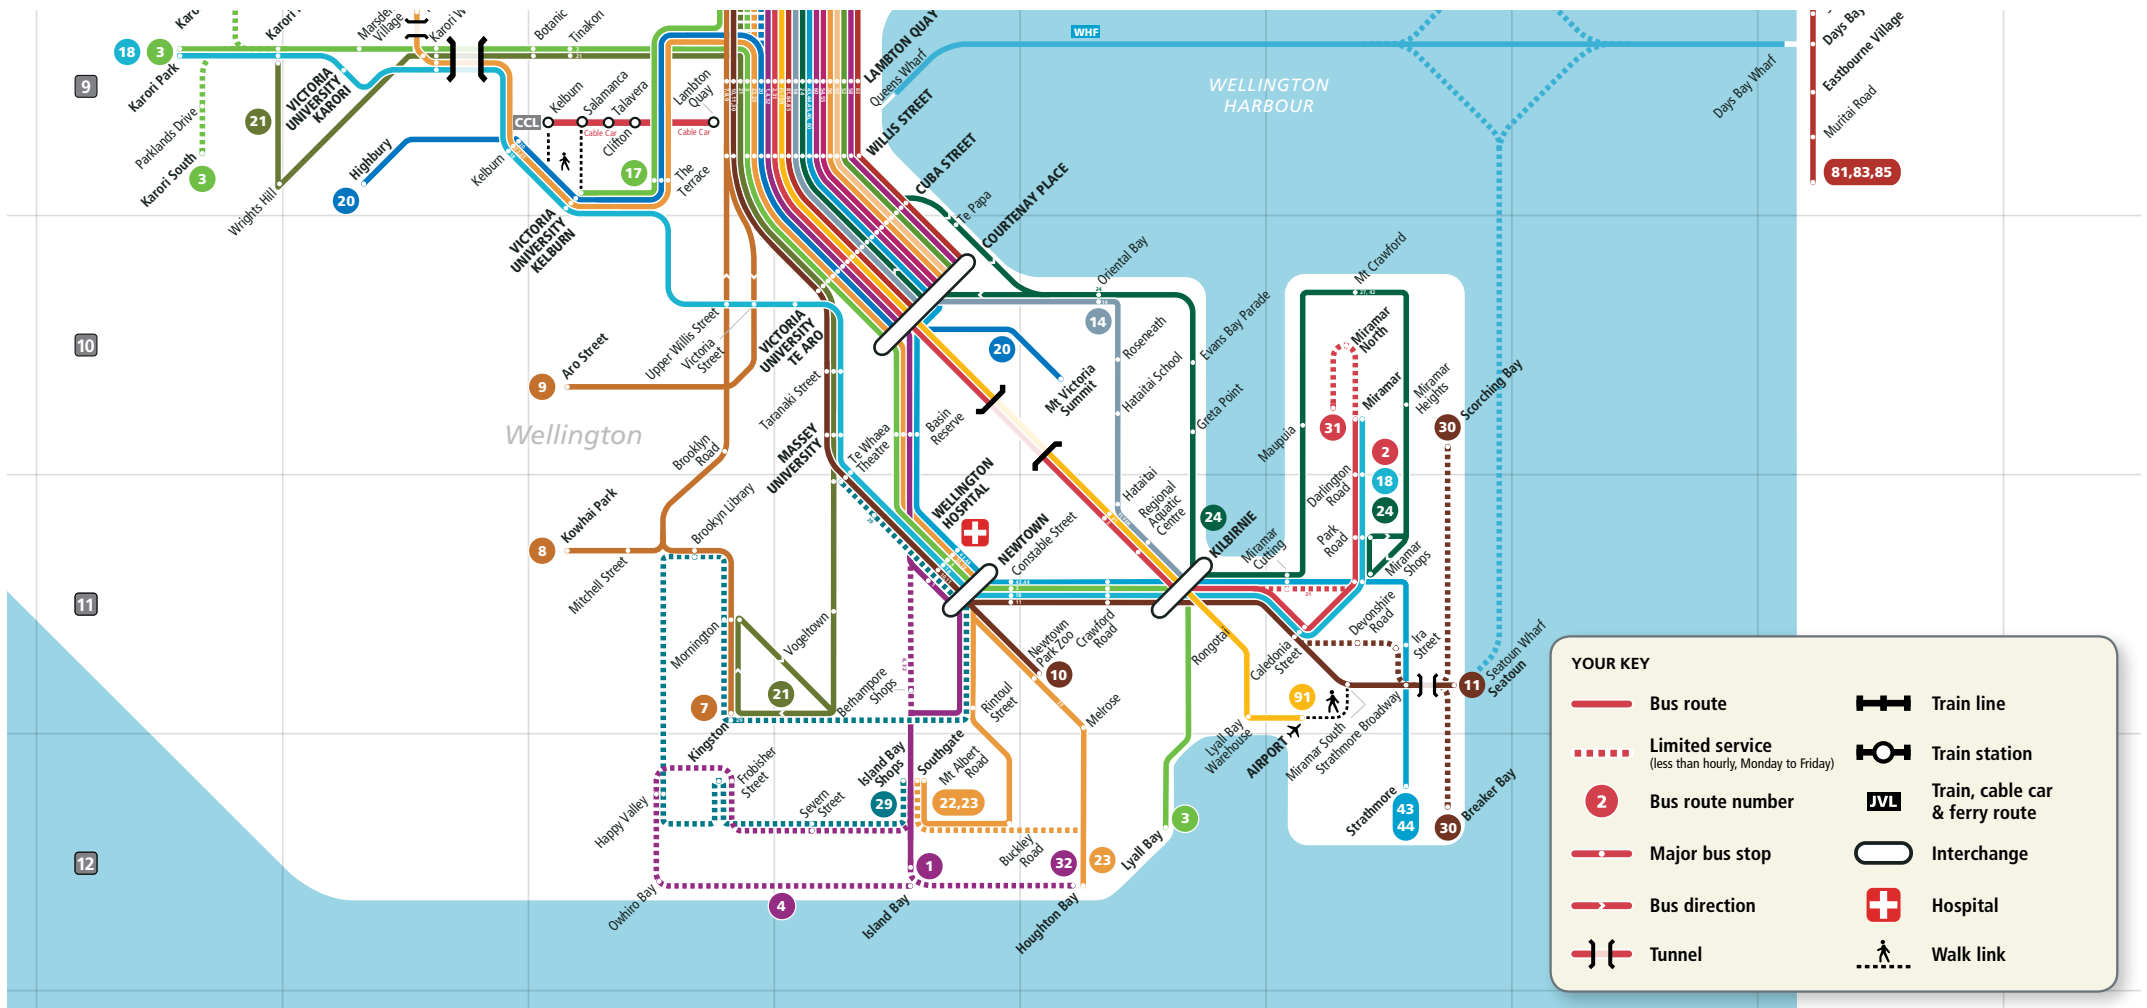 Karori W
Marsden
Village
Botanic
Tinakori
18
3
Karori Park
9
Parklands Drive
Karori South
3
21
VICTORIA
UNIVERSITY
KARORI
Wrights Hill
Highbury
20
Kelburn
CCL
Kelburn
Salamanca
Talavera
Clifton
Cable Car
Cable Car
Lambton
Quay
17
The
Terrace
VICTORIA
UNIVERSITY
KELBURN
LAMBTON QUAY
Queens Wharf
WILLIS STREET
CUBA STREET
Te Papa
COURTENAY PLACE
WHF
WELLINGTON
HARBOUR
Days Bay Wharf
Days Bay
Eastbourne Village
Muritai Road
81,83,85
10
Aro Street
9
Upper Willis Street
Victoria
Street
VICTORIA
UNIVERSITY
TE ARO
Taranaki Street
Wellington
MASSEY
UNIVERSITY
Brooklyn
Road
Te Whaea
Theatre
Basin
Reserve
20
Mt Victoria
Summit
14
Oriental Bay
Roseneath
Hataitai School
Evans Bay Parade
Greta Point
Hataitai
Regional
Aquatic
Centre
Mt Crawford
Miramar
North
31
Miramar
Miramar
Heights
Maupuia
Darlington
Road
2
18
24
Park
Road
Miramar
Shops
30
Scorching Bay
Kowhai Park
8
Mitchell Street
Brookyn Library
WELLINGTON
HOSPITAL
NEWTOWN
Constable Street
24
KILBIRNIE
Miramar
Cutting
11
Mornington
Vogeltown
21
7
Kingston
Berhampore
Shops
Newtown
Park Zoo
10
Crawford
Road
Rintoul
Street
Melrose
Rongotai
Caledonia
Street
Devonshire
Road
Ira
Street
91
Lyall Bay
Warehouse
AIRPORT
Miramar South
Strathmore Broadway
11
Seatoun Wharf
Seatoun
Frobisher
Street
Happy Valley
Severn
Street
Island Bay
Shops
29
Southgate
Mt Albert
Road
22,23
Buckley
Road
12
Owhiro Bay
4
1
Island Bay
32
23
Houghton Bay
Lyall Bay
3
Strathmore
43
44
30
Breaker Bay
YOUR KEY
Bus route
Limited service
(less than hourly, Monday to Friday)
2
Bus route number
Major bus stop
Bus direction
Tunnel
Train line
Train station
JVL
Train, cable car
& ferry route
Interchange
Hospital
Walk link